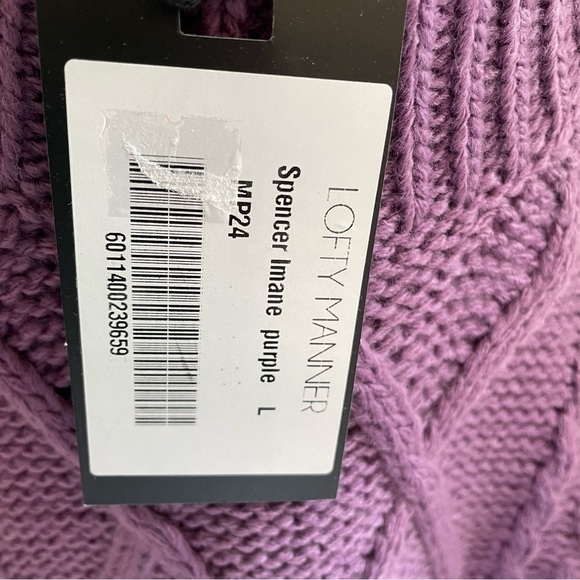 LOFTY MANNER
Spencer Imane purple L
MP24
6011400239659